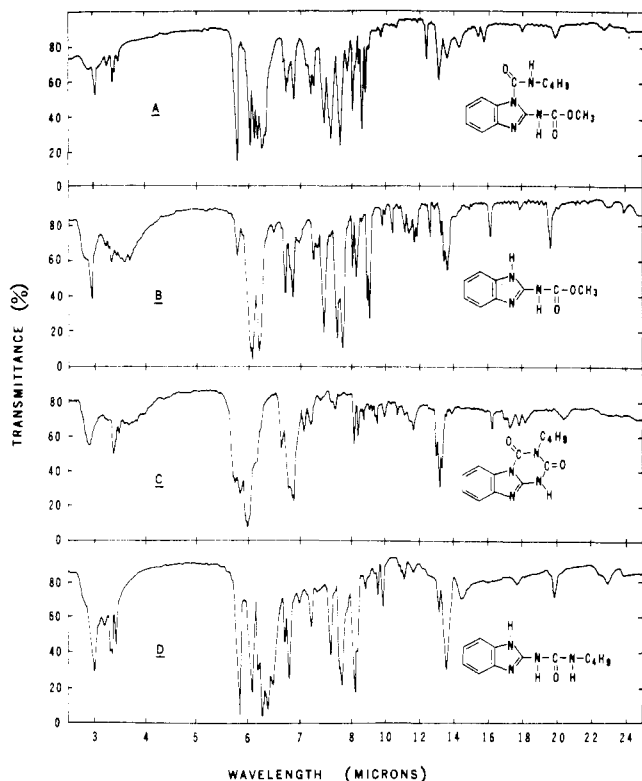 80
60
40
20
0
A
H
O
C—N—C₄H₉
N
N
N—C—OCH₃
H
O
80
60
40
20
0
B
H
N
N
N—C—OCH₃
H
O
80
60
40
20
0
C
C₄H₉
O
C
N
N
C
O
N
N
H
80
60
40
20
0
D
H
N
N
N—C—N—C₄H₉
H
O
H
TRANSMITTANCE (%)
3 4 5 6 7 8 10 12 14 16 18 20 22 24
WAVELENGTH (MICRONS)